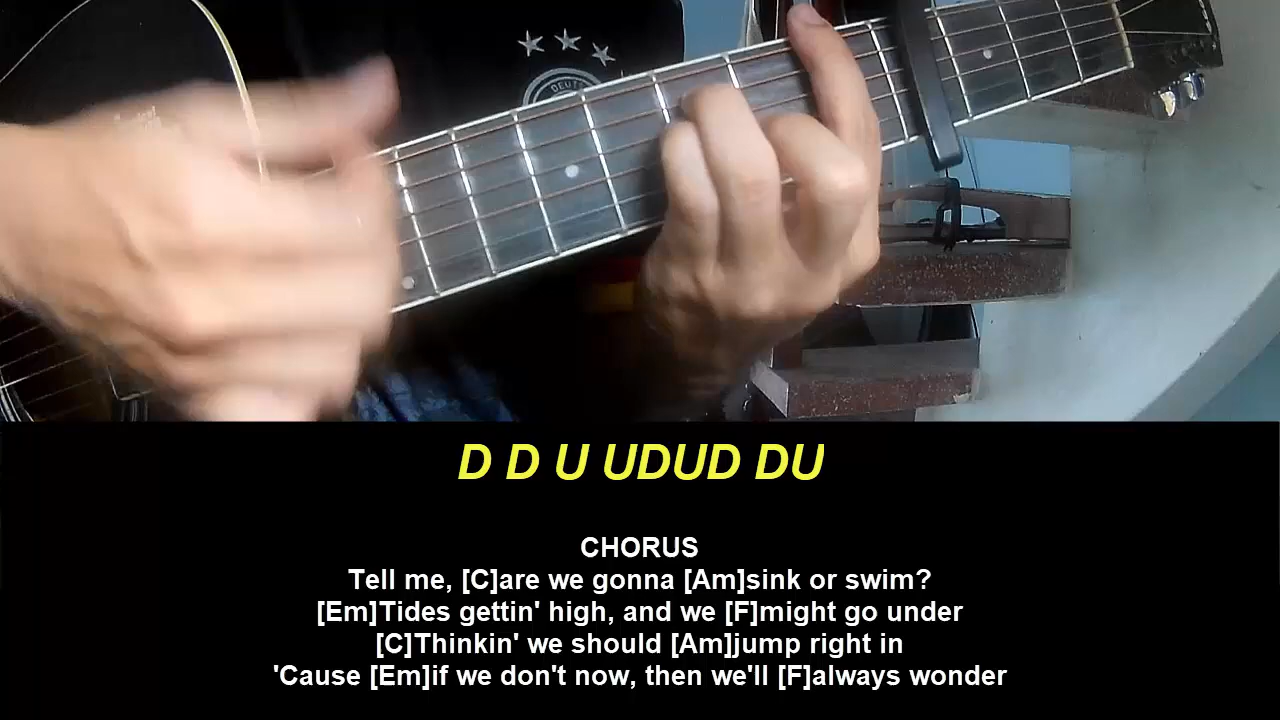 DEUTS
D D U UDUD DU
CHORUS
Tell me, [C]are we gonna [Am]sink or swim?
[Em]Tides gettin' high, and we [F]might go under
[C]Thinkin' we should [Am]jump right in
'Cause [Em]if we don't now, then we'll [F]always wonder